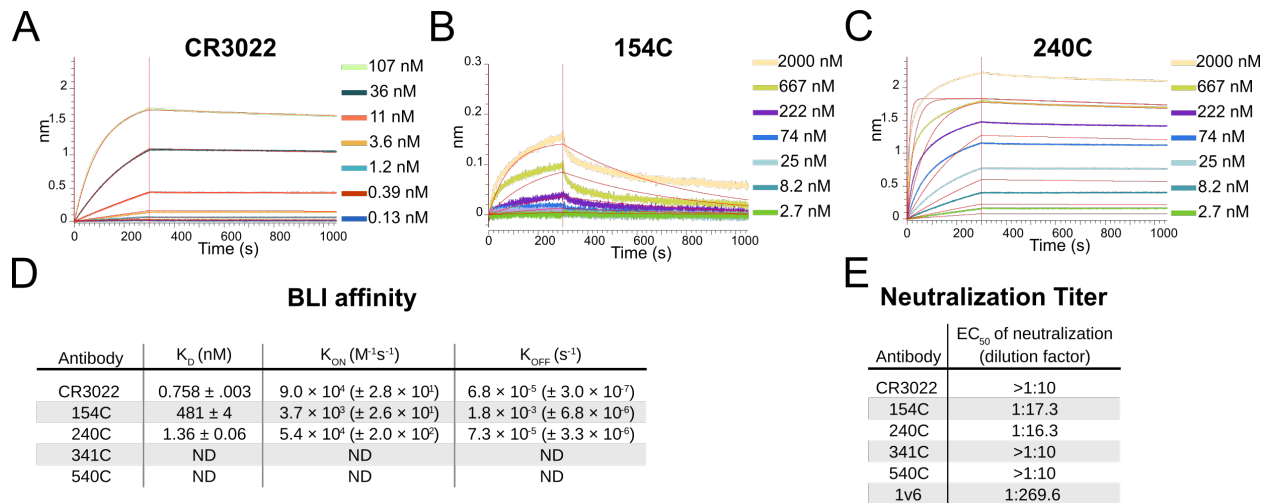 A
CR3022
nm
2
1.5
1
0.5
0
0
200
400
600
800
1000
Time (s)
107 nM
36 nM
11 nM
3.6 nM
1.2 nM
0.39 nM
0.13 nM
B
154C
nm
0.3
0.2
0.1
0
0
200
400
600
800
1000
Time (s)
2000 nM
667 nM
222 nM
74 nM
25 nM
8.2 nM
2.7 nM
C
240C
nm
2
1.5
1
0.5
0
0
200
400
600
800
1000
Time (s)
2000 nM
667 nM
222 nM
74 nM
25 nM
8.2 nM
2.7 nM
D
BLI affinity
Antibody K_D (nM) K_ON (M⁻¹s⁻¹) K_OFF (s⁻¹)
CR3022 0.758 ± .003 9.0 × 10⁴ (± 2.8 × 10¹) 6.8 × 10⁻⁵ (± 3.0 × 10⁻⁷)
154C 481 ± 4 3.7 × 10³ (± 2.6 × 10¹) 1.8 × 10⁻³ (± 6.8 × 10⁻⁶)
240C 1.36 ± 0.06 5.4 × 10⁴ (± 2.0 × 10²) 7.3 × 10⁻⁵ (± 3.3 × 10⁻⁶)
341C ND ND ND
540C ND ND ND
E
Neutralization Titer
Antibody EC₅₀ of neutralization
(dilution factor)
CR3022 >1:10
154C 1:17.3
240C 1:16.3
341C >1:10
540C >1:10
1v6 1:269.6